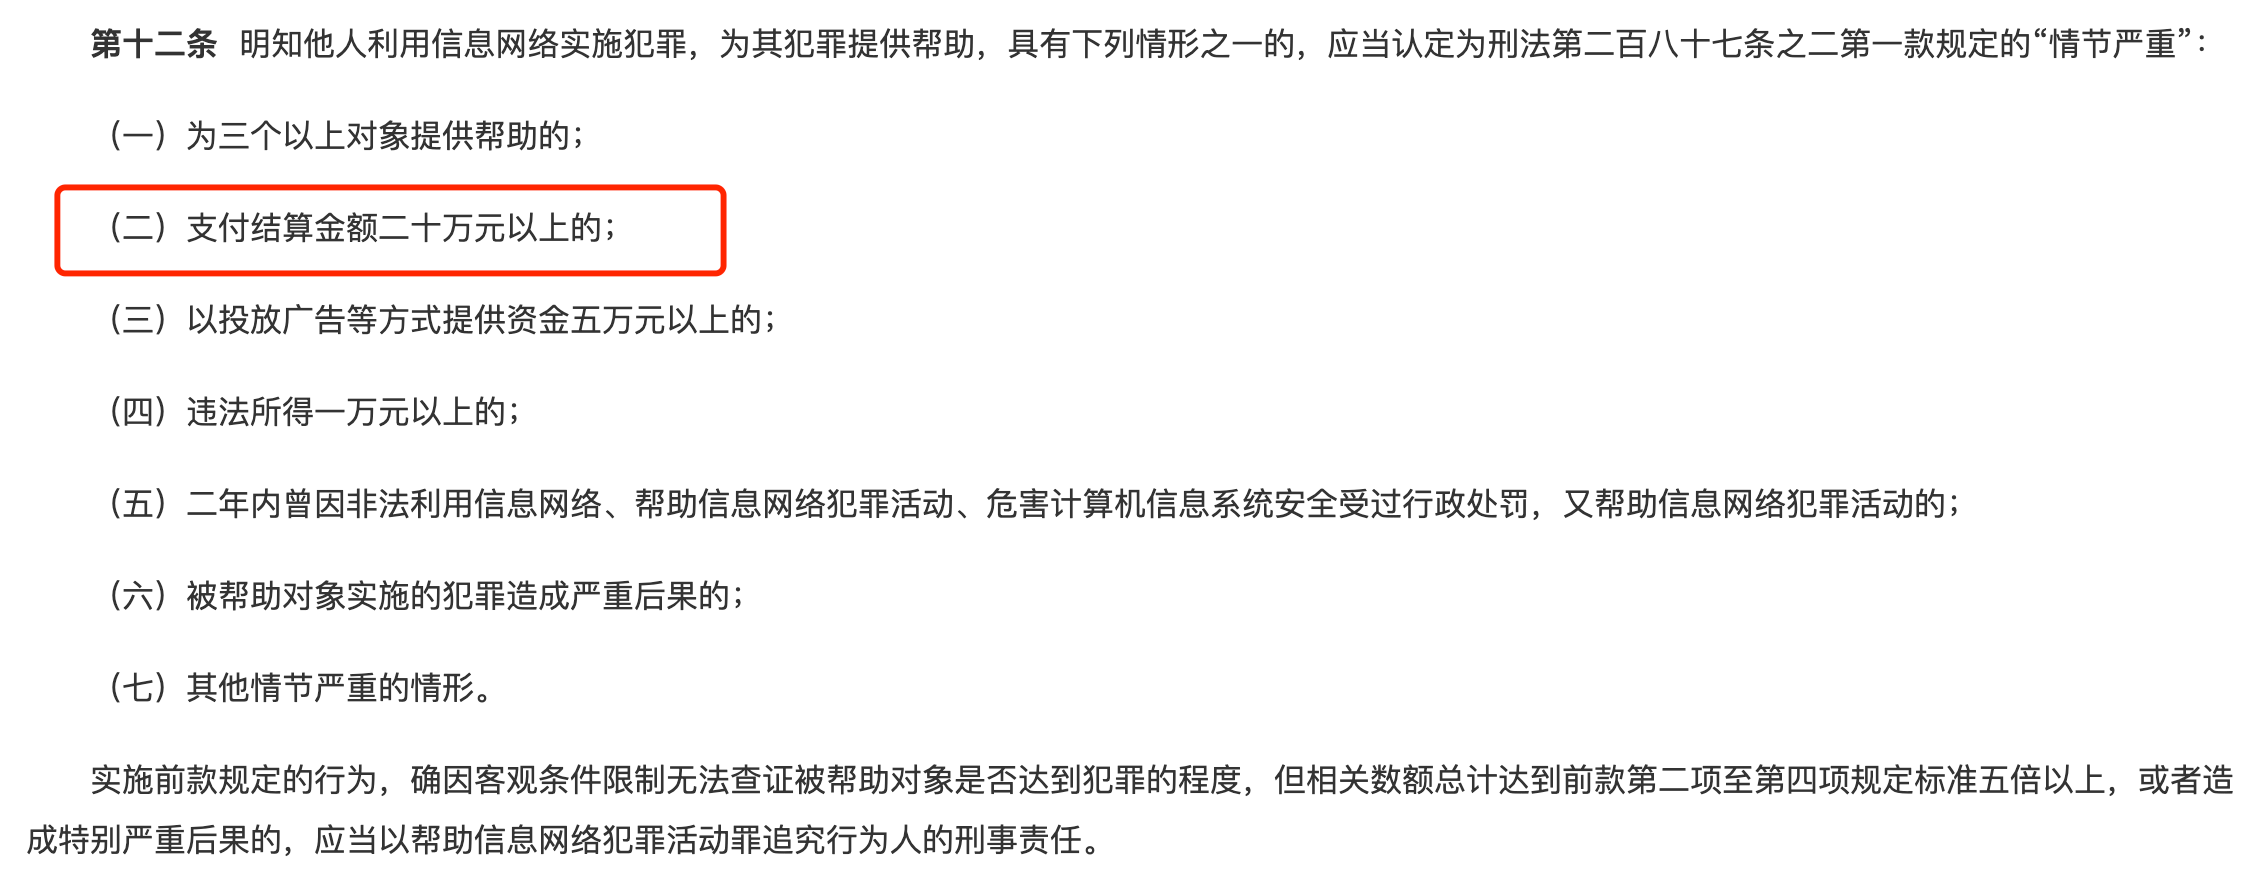 第十二条 明知他人利用信息网络实施犯罪，为其犯罪提供帮助，具有下列情形之一的，应当认定为刑法第二百八十七条之二第一款规定的“情节严重”：
（一）为三个以上对象提供帮助的；
（二）支付结算金额二十万元以上的；
（三）以投放广告等方式提供资金五万元以上的；
（四）违法所得一万元以上的；
（五）二年内曾因非法利用信息网络、帮助信息网络犯罪活动、危害计算机信息系统安全受过行政处罚，又帮助信息网络犯罪活动的；
（六）被帮助对象实施的犯罪造成严重后果的；
（七）其他情节严重的情形。
实施前款规定的行为，确因客观条件限制无法查证被帮助对象是否达到犯罪的程度，但相关数额总计达到前款第二项至第四项规定标准五倍以上，或者造
成特别严重后果的，应当以帮助信息网络犯罪活动罪追究行为人的刑事责任。